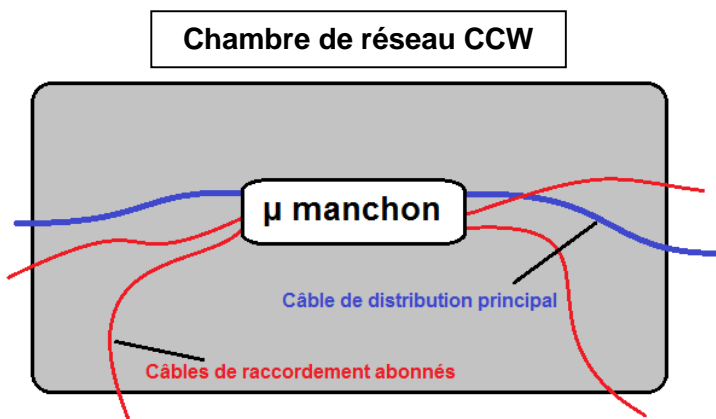 Chambre de réseau CCW
µ manchon
Câble de distribution principal
Câbles de raccordement abonnés